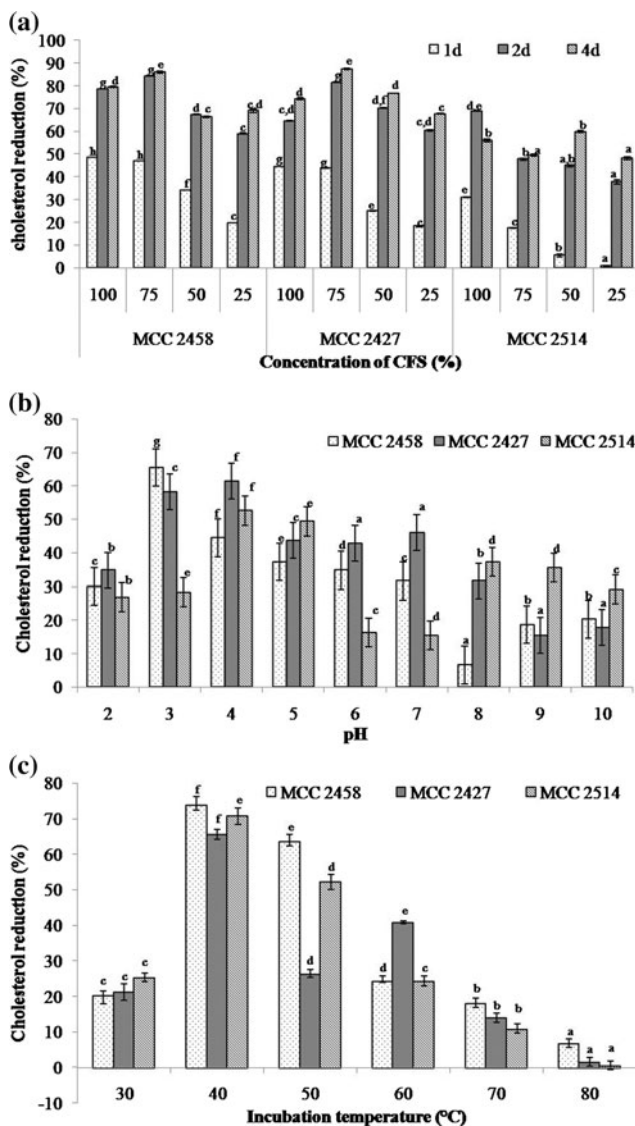 (a)
100
90
80
70
60
50
40
30
20
10
0
cholesterol reduction (%)
1d 2d 4d
h g d h g e f d c c c c,d g c,d d g g e c d,f d c c,d c e d,e b c b a b a,b b a a b
100 75 50 25 100 75 50 25 100 75 50 25
MCC 2458 MCC 2427 MCC 2514
Concentration of CFS (%)
(b)
80
70
60
50
40
30
20
10
0
Cholesterol reduction (%)
MCC 2458 MCC 2427 MCC 2514
c b b g c e f f f e c e d a c c a d a b c b a d b a c
2 3 4 5 6 7 8 9 10
pH
(c)
80
70
60
50
40
30
20
10
0
-10
Cholesterol reduction (%)
MCC 2458 MCC 2427 MCC 2514
c c c f f e e d d d e c b b b a a a
30 40 50 60 70 80
Incubation temperature (°C)